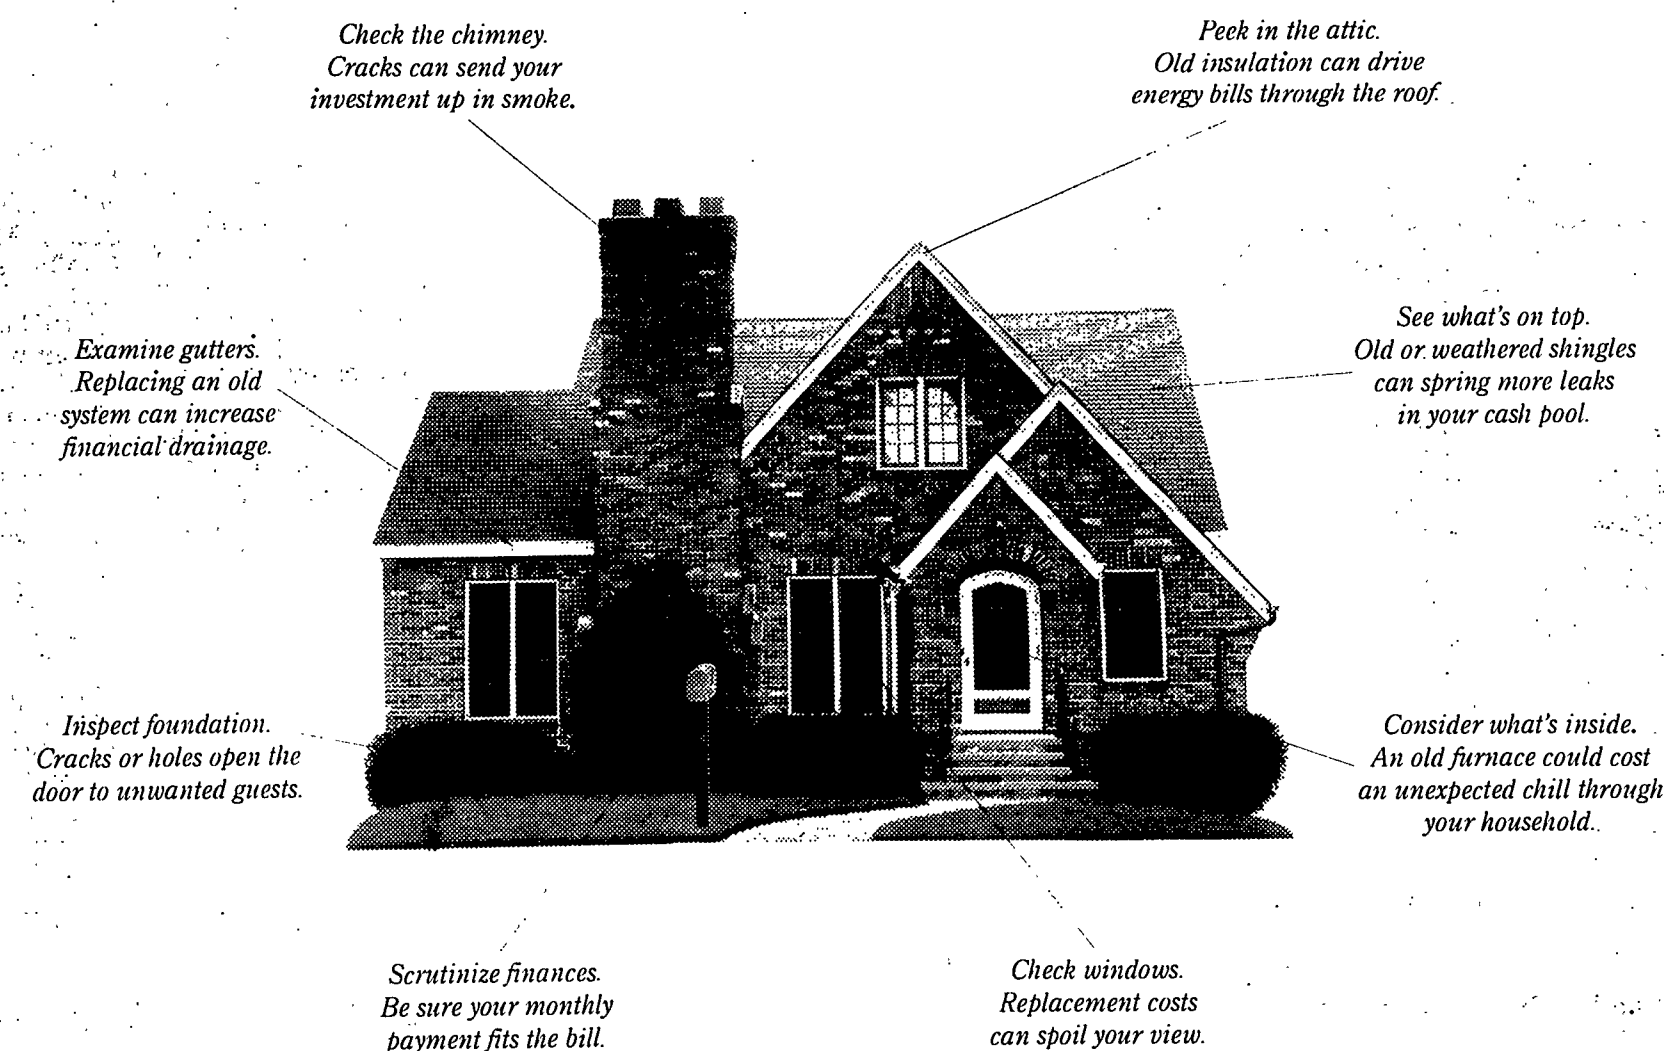 Check the chimney.
Cracks can send your
investment up in smoke.
Peek in the attic.
Old insulation can drive
energy bills through the roof.
Examine gutters.
Replacing an old
system can increase
financial drainage.
See what's on top.
Old or weathered shingles
can spring more leaks
in your cash pool.
Inspect foundation.
Cracks or holes open the
door to unwanted guests.
Consider what's inside.
An old furnace could cost
an unexpected chill through
your household.
Scrutinize finances.
Be sure your monthly
payment fits the bill.
Check windows.
Replacement costs
can spoil your view.